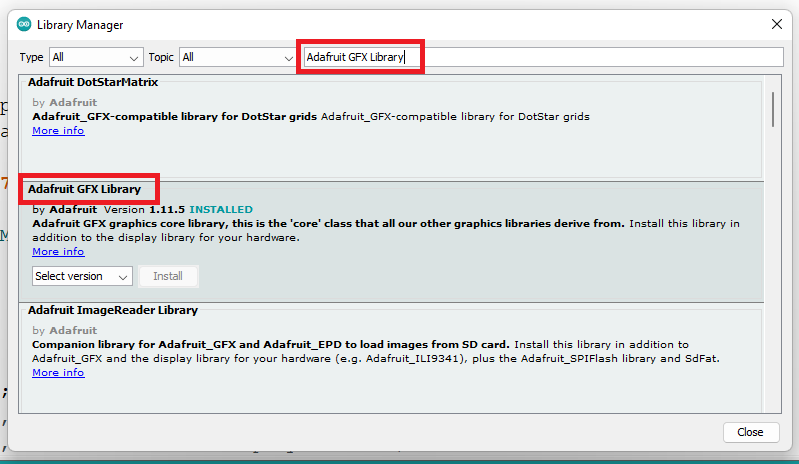 Library Manager
Type All Topic All Adafruit GFX Library
Adafruit DotStarMatrix
by Adafruit
Adafruit_GFX-compatible library for DotStar grids Adafruit_GFX-compatible library for DotStar grids
More info
Adafruit GFX Library
by Adafruit Version 1.11.5 INSTALLED
Adafruit GFX graphics core library, this is the 'core' class that all our other graphics libraries derive from. Install this library in
addition to the display library for your hardware.
More info
Select version Install
Adafruit ImageReader Library
by Adafruit
Companion library for Adafruit_GFX and Adafruit_EPD to load images from SD card. Install this library in addition to
Adafruit_GFX and the display library for your hardware (e.g. Adafruit_ILI9341), plus the Adafruit_SPIFlash library and SdFat.
More info
Close